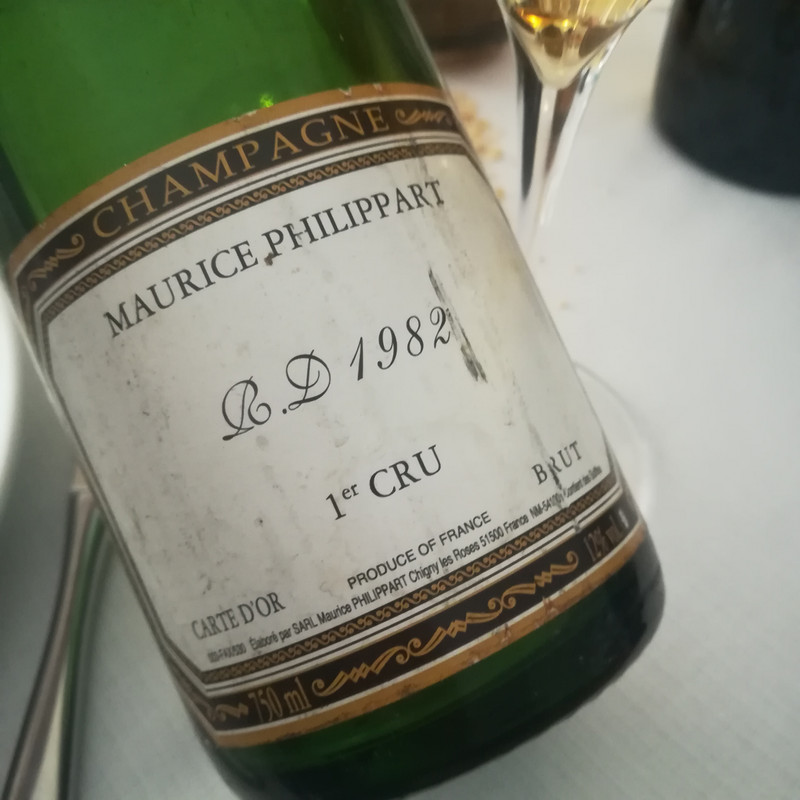 CHAMPAGNE
MAURICE PHILIPPART
R.D 1982
1er CRU
BRUT
PRODUCE OF FRANCE
CARTE D'OR
Élaboré par SARL Maurice PHILIPPART Chigny les Roses 51500 France
750 ml
12%